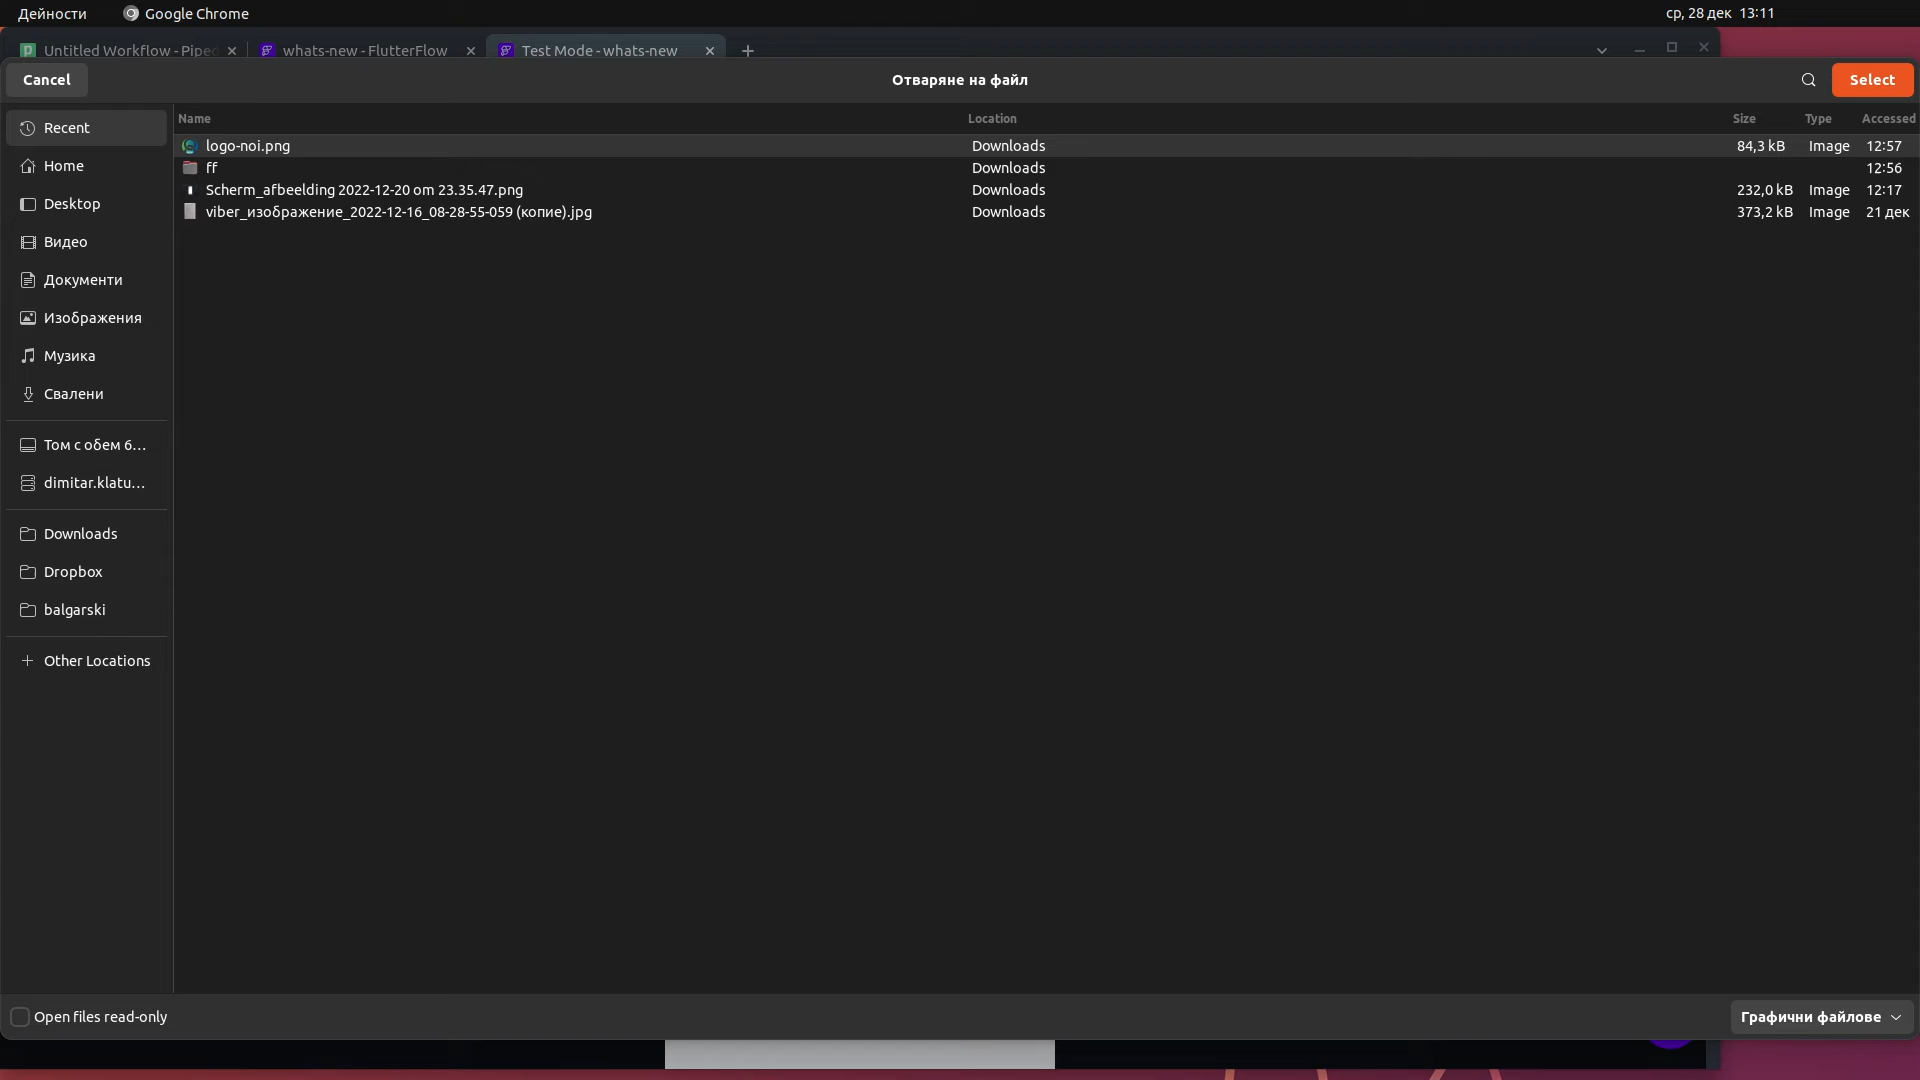 Дейности Google Chrome ср, 28 дек 13:11
Untitled Workflow - Piped whats-new - FlutterFlow Test Mode - whats-new
Cancel Отваряне на файл Select
Name Location Size Type Accessed
Recent
Home
Desktop
Видео
Документи
Изображения
Музика
Свалени
Том с обем 6...
dimitar.klatu...
Downloads
Dropbox
balgarski
Other Locations
logo-noi.png Downloads 84,3 kB Image 12:57
ff Downloads 12:56
Scherm_afbeelding 2022-12-20 om 23.35.47.png Downloads 232,0 kB Image 12:17
viber_изображение_2022-12-16_08-28-55-059 (копие).jpg Downloads 373,2 kB Image 21 дек
Open files read-only Графични файлове